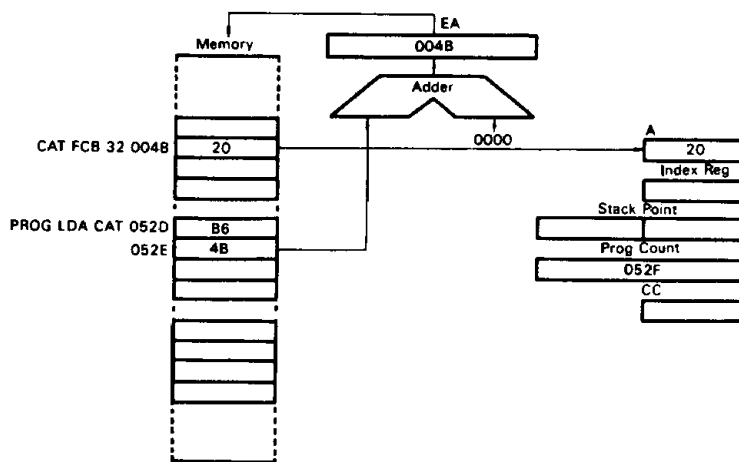 EA
Memory
004B
Adder
CAT FCB 32 004B
20
0000
A
20
Index Reg
Stack Point
PROG LDA CAT 052D
B6
Prog Count
052E
4B
052F
CC